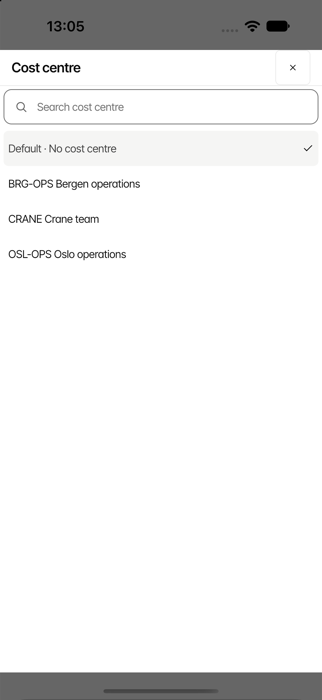 13:05
Cost centre
Search cost centre
Default · No cost centre
BRG-OPS Bergen operations
CRANE Crane team
OSL-OPS Oslo operations